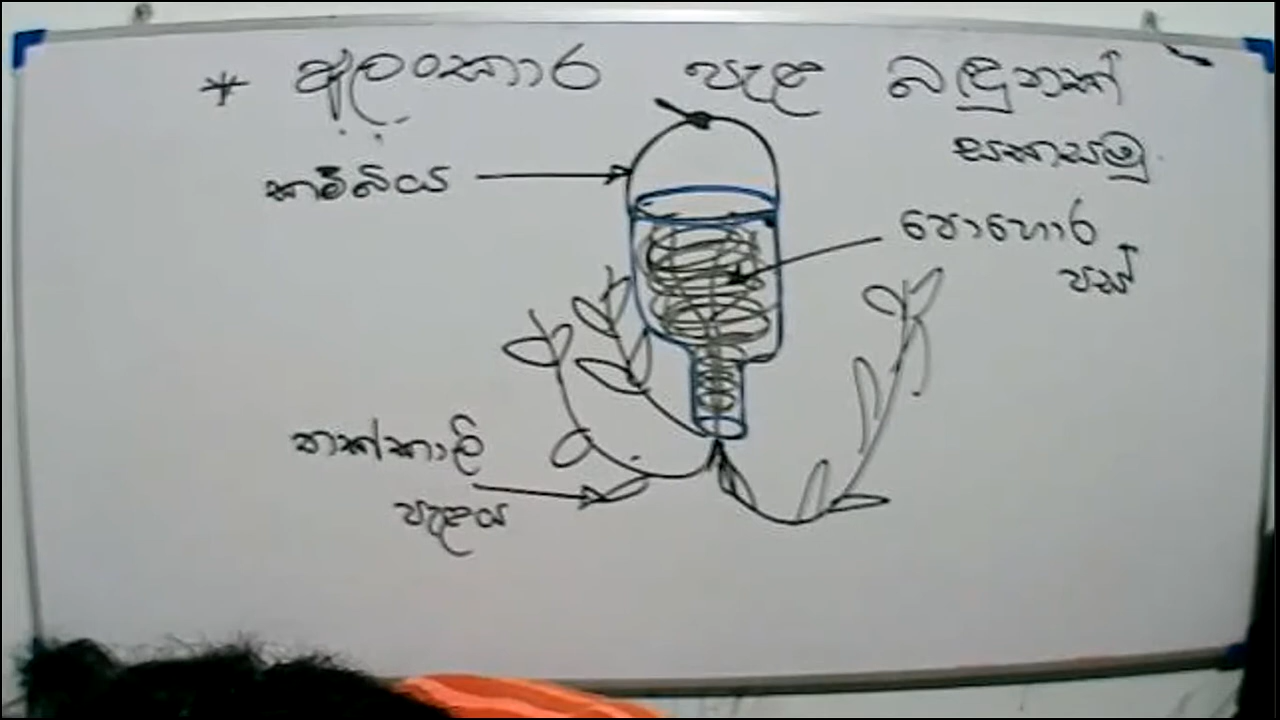 * අලංකාර පැළ බඳුනක්
සකසමු.
කම්බිය
පොහොර
පස්
තක්කාලි
පැළය